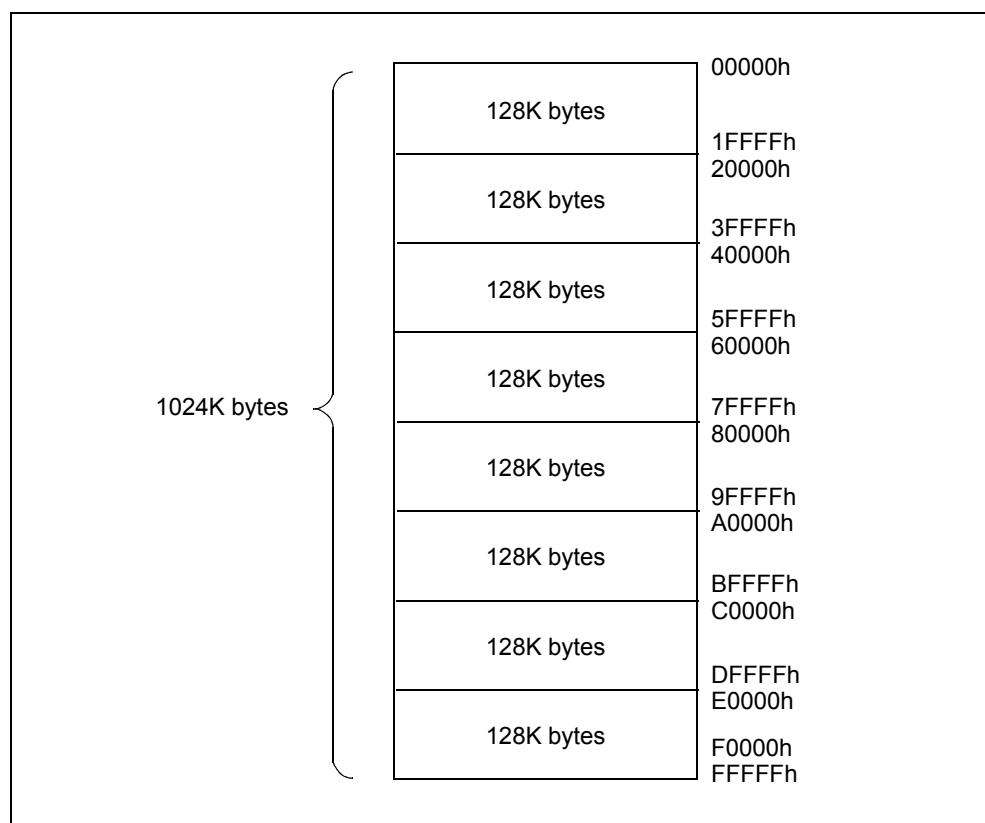 00000h
128K bytes
1FFFFh
20000h
128K bytes
3FFFFh
40000h
128K bytes
5FFFFh
60000h
128K bytes
1024K bytes
7FFFFh
80000h
128K bytes
9FFFFh
A0000h
128K bytes
BFFFFh
C0000h
128K bytes
DFFFFh
E0000h
128K bytes
F0000h
FFFFFh